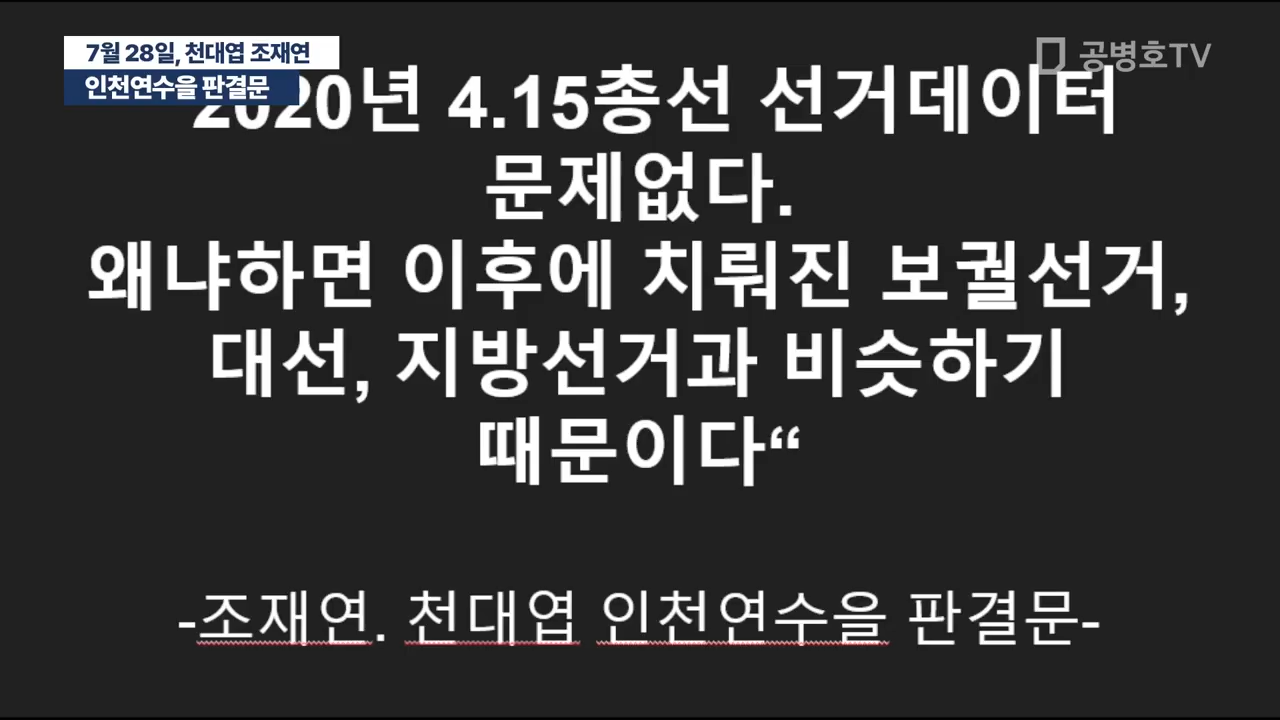 7월 28일, 천대엽 조재연
인천연수을 판결문
공병호TV
2020년 4.15총선 선거데이터
문제없다.
왜냐하면 이후에 치뤄진 보궐선거,
대선, 지방선거과 비슷하기
때문이다“
-조재연. 천대엽 인천연수을 판결문-